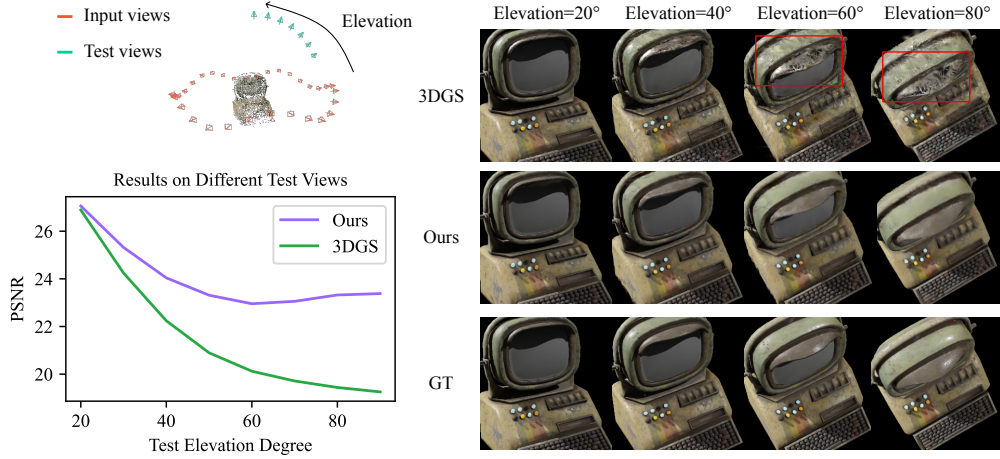 Input views
Test views
Elevation
Elevation=20° Elevation=40° Elevation=60° Elevation=80°
3DGS
Ours
GT
Results on Different Test Views
Ours
3DGS
PSNR
26
24
22
20
20 40 60 80
Test Elevation Degree